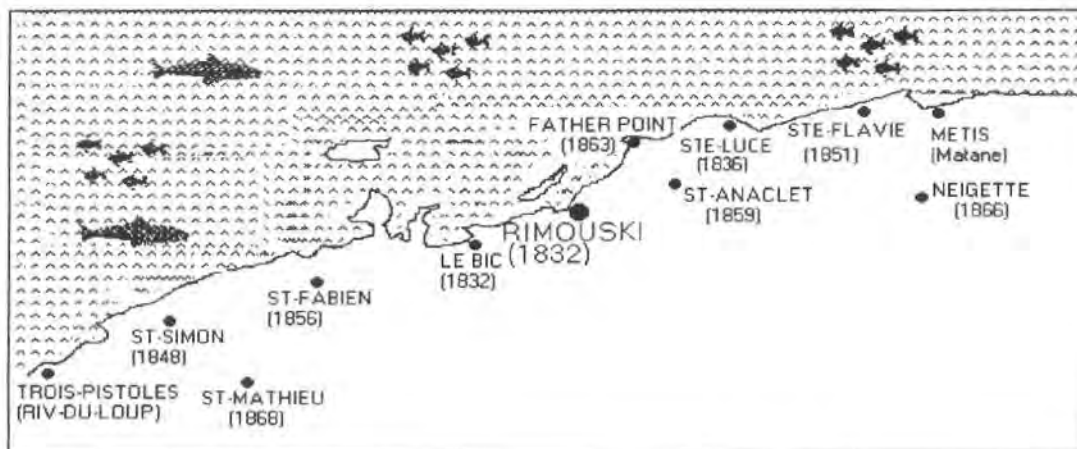 FATHER POINT
(1863)
STE-LUCE
(1836)
STE-FLAVIE
(1851)
METIS
(Matane)
ST-ANACLET
(1859)
NEIGETTE
(1866)
RIMOUSKI
(1832)
LE BIC
(1832)
ST-FABIEN
(1856)
ST-SIMON
(1848)
TROIS-PISTOLES
(RIV-DU-LOUP)
ST-MATHIEU
(1868)